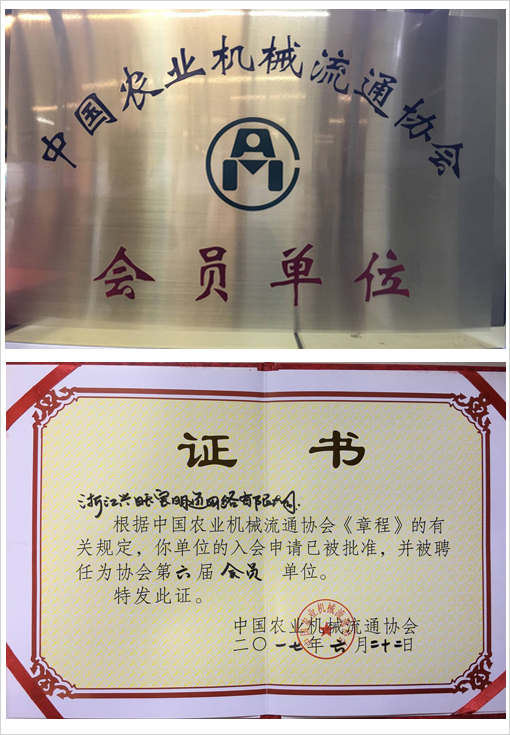 中国农业机械流通协会
会员单位
证书
浙江兴旺宝明通网络有限公司.
根据中国农业机械流通协会《章程》的有
关规定，你单位的入会申请已被批准，并被聘
任为协会第六届 会员 单位。
特发此证。
中国农业机械流通协会
二〇一七年六月二十二日